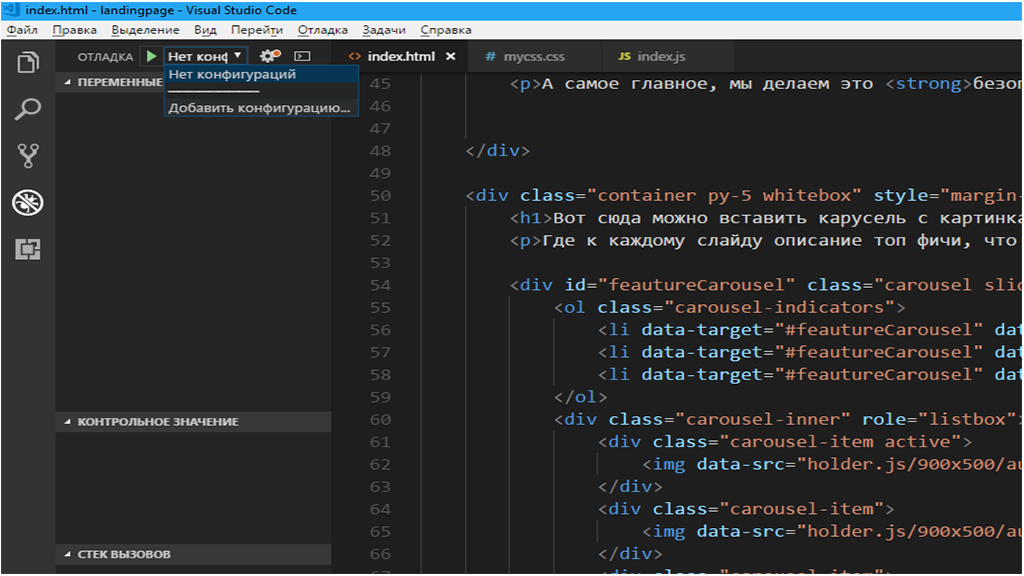 index.html - landingpage - Visual Studio Code
Файл Правка Выделение Вид Перейти Отладка Задачи Справка
ОТЛАДКА Нет конф index.html mycss.css JS index.js
Нет конфигураций
Добавить конфигурацию...
ПЕРЕМЕННЫЕ
КОНТРОЛЬНОЕ ЗНАЧЕНИЕ
СТЕК ВЫЗОВОВ
45 <p>А самое главное, мы делаем это <strong>безоп
46
47
48 </div>
49
50 <div class="container py-5 whitebox" style="margin-
51 <h1>Вот сюда можно вставить карусель с картинка
52 <p>Где к каждому слайду описание топ фичи, что
53
54 <div id="feautureCarousel" class="carousel slid
55 <ol class="carousel-indicators">
56 <li data-target="#feautureCarousel" dat
57 <li data-target="#feautureCarousel" dat
58 <li data-target="#feautureCarousel" dat
59 </ol>
60 <div class="carousel-inner" role="listbox">
61 <div class="carousel-item active">
62 <img data-src="holder.js/900x500/au
63 </div>
64 <div class="carousel-item">
65 <img data-src="holder.js/900x500/au
66 </div>
67 <div class="carousel-item">